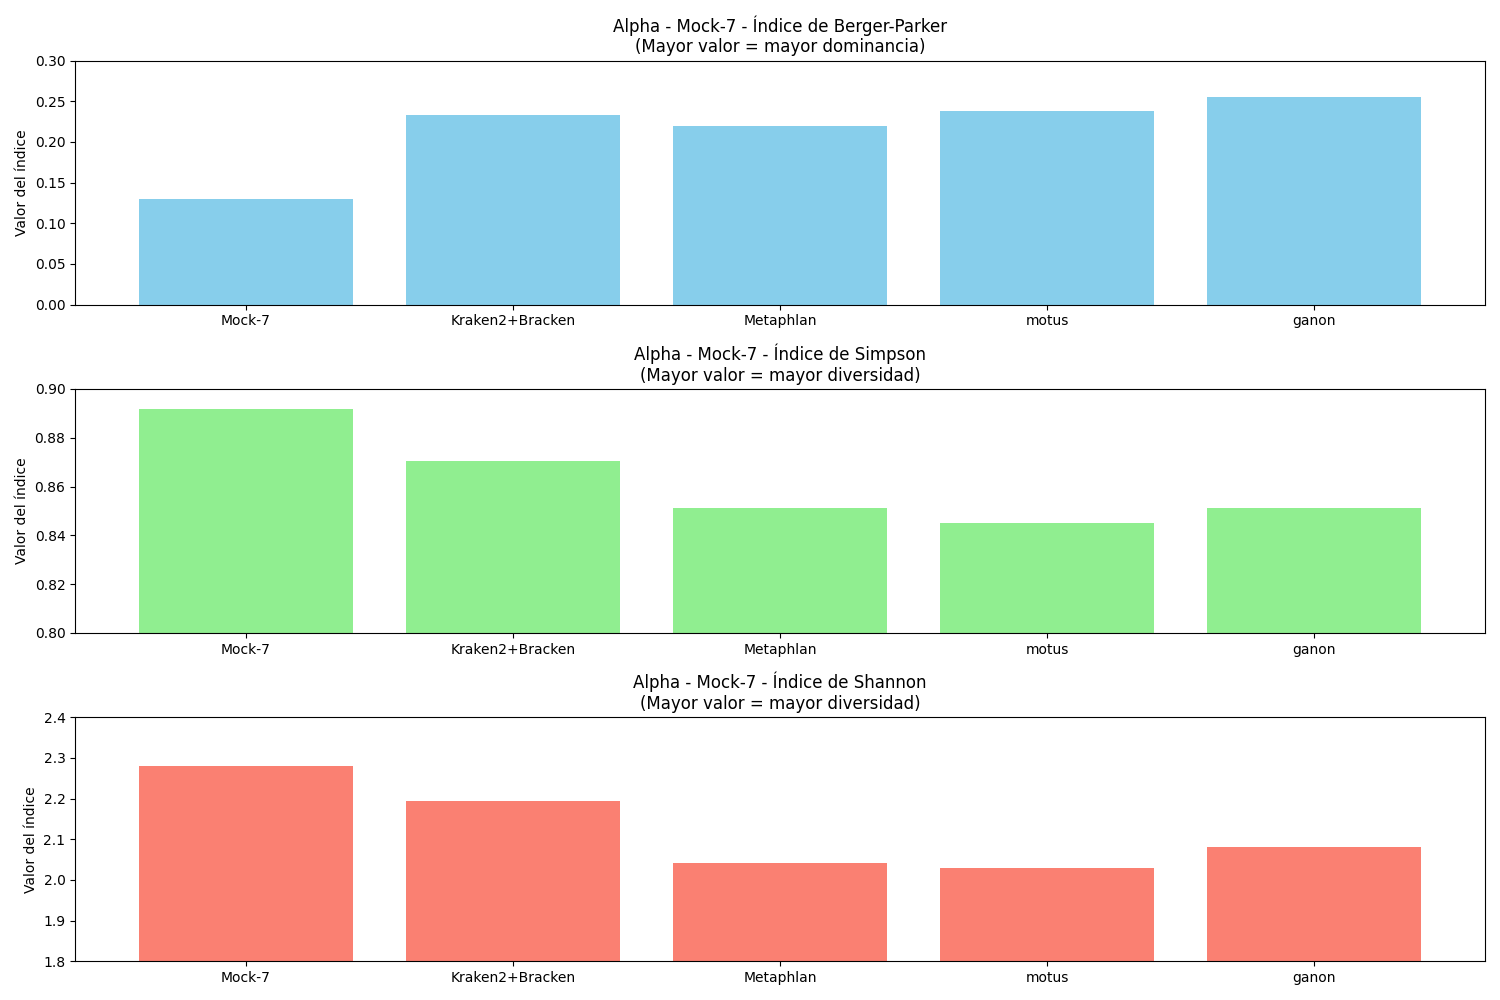 Alpha - Mock-7 - Índice de Berger-Parker
(Mayor valor = mayor dominancia)
Valor del índice
0.30
0.25
0.20
0.15
0.10
0.05
0.00
Mock-7 Kraken2+Bracken Metaphlan motus ganon
Alpha - Mock-7 - Índice de Simpson
(Mayor valor = mayor diversidad)
Valor del índice
0.90
0.88
0.86
0.84
0.82
0.80
Mock-7 Kraken2+Bracken Metaphlan motus ganon
Alpha - Mock-7 - Índice de Shannon
(Mayor valor = mayor diversidad)
Valor del índice
2.4
2.3
2.2
2.1
2.0
1.9
1.8
Mock-7 Kraken2+Bracken Metaphlan motus ganon